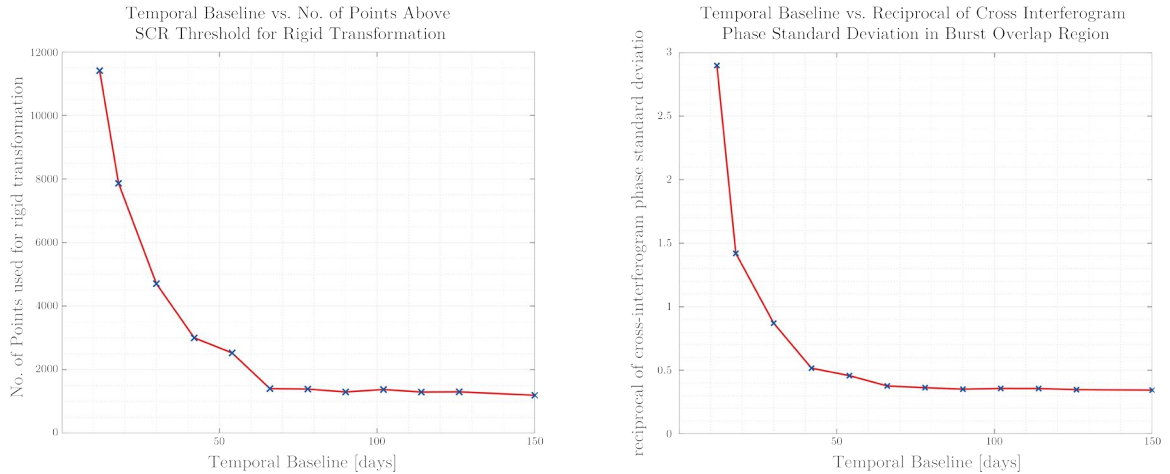 Temporal Baseline vs. No. of Points Above
SCR Threshold for Rigid Transformation
No. of Points used for rigid transformation
12000
10000
8000
6000
4000
2000
0
50
100
150
Temporal Baseline [days]
Temporal Baseline vs. Reciprocal of Cross Interferogram
Phase Standard Deviation in Burst Overlap Region
reciprocal of cross-interferogram phase standard deviatio
3
2.5
2
1.5
1
0.5
0
50
100
150
Temporal Baseline [days]